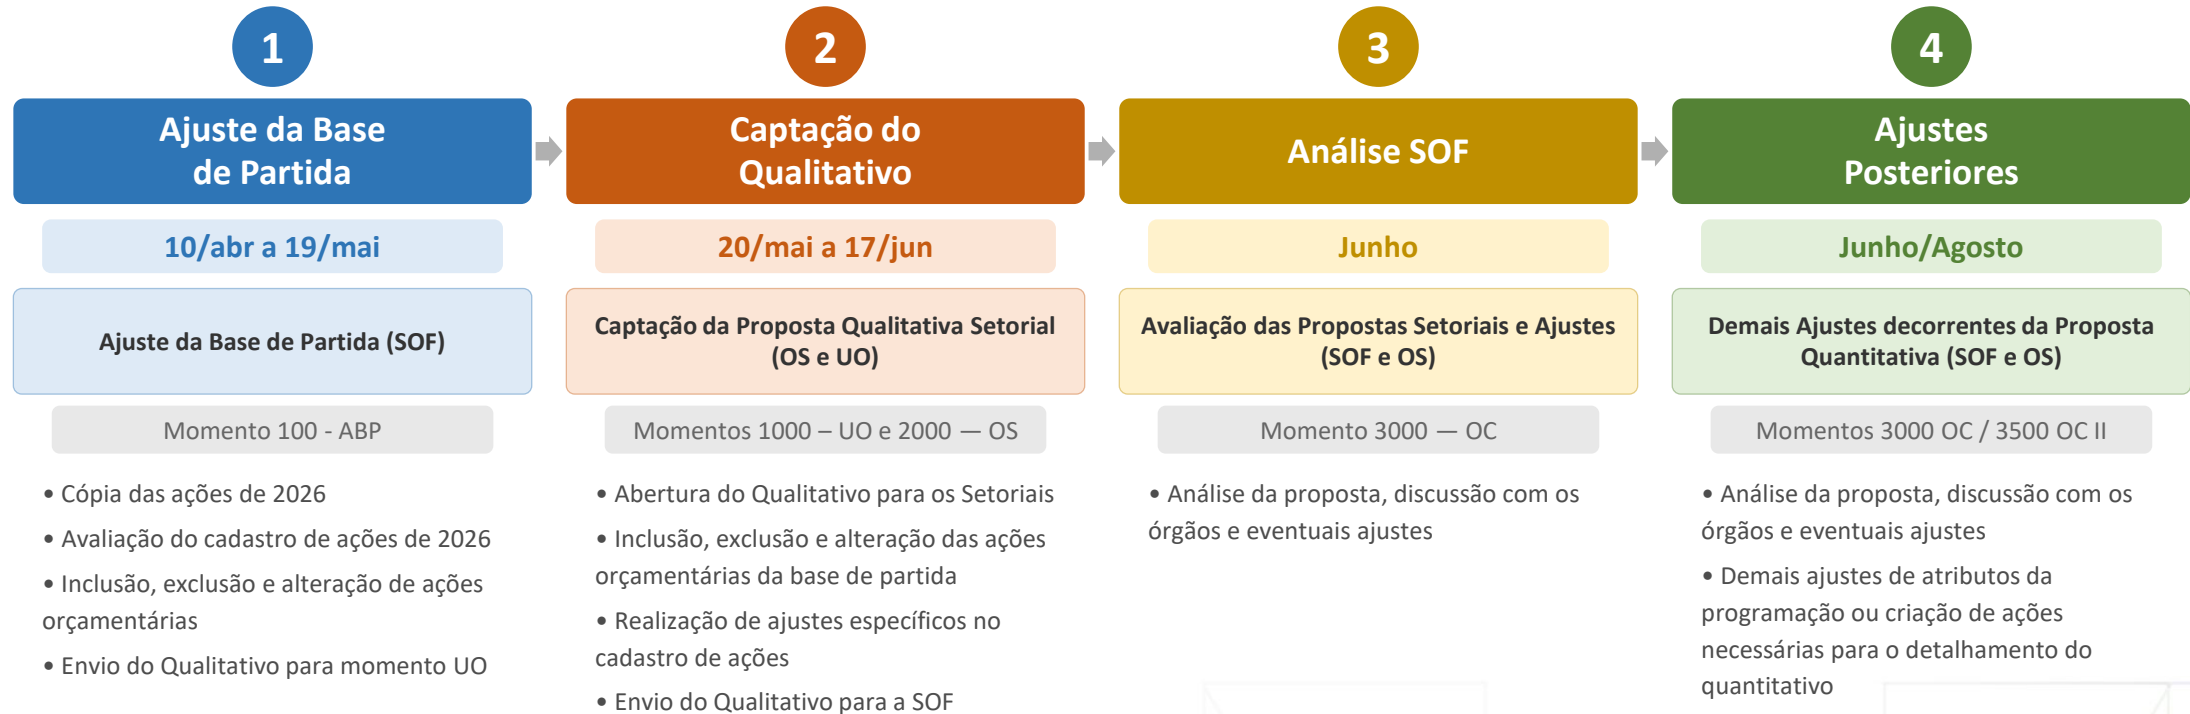 1
Ajuste da Base
de Partida
10/abr a 19/mai
Ajuste da Base de Partida (SOF)
Momento 100 - ABP
• Cópia das ações de 2026
• Avaliação do cadastro de ações de 2026
• Inclusão, exclusão e alteração de ações
orçamentárias
• Envio do Qualitativo para momento UO
2
Captação do
Qualitativo
20/mai a 17/jun
Captação da Proposta Qualitativa Setorial
(OS e UO)
Momentos 1000 – UO e 2000 — OS
• Abertura do Qualitativo para os Setoriais
• Inclusão, exclusão e alteração das ações
orçamentárias da base de partida
• Realização de ajustes específicos no
cadastro de ações
• Envio do Qualitativo para a SOF
3
Análise SOF
Junho
Avaliação das Propostas Setoriais e Ajustes
(SOF e OS)
Momento 3000 — OC
• Análise da proposta, discussão com os
órgãos e eventuais ajustes
4
Ajustes
Posteriores
Junho/Agosto
Demais Ajustes decorrentes da Proposta
Quantitativa (SOF e OS)
Momentos 3000 OC / 3500 OC II
• Análise da proposta, discussão com os
órgãos e eventuais ajustes
• Demais ajustes de atributos da
programação ou criação de ações
necessárias para o detalhamento do
quantitativo